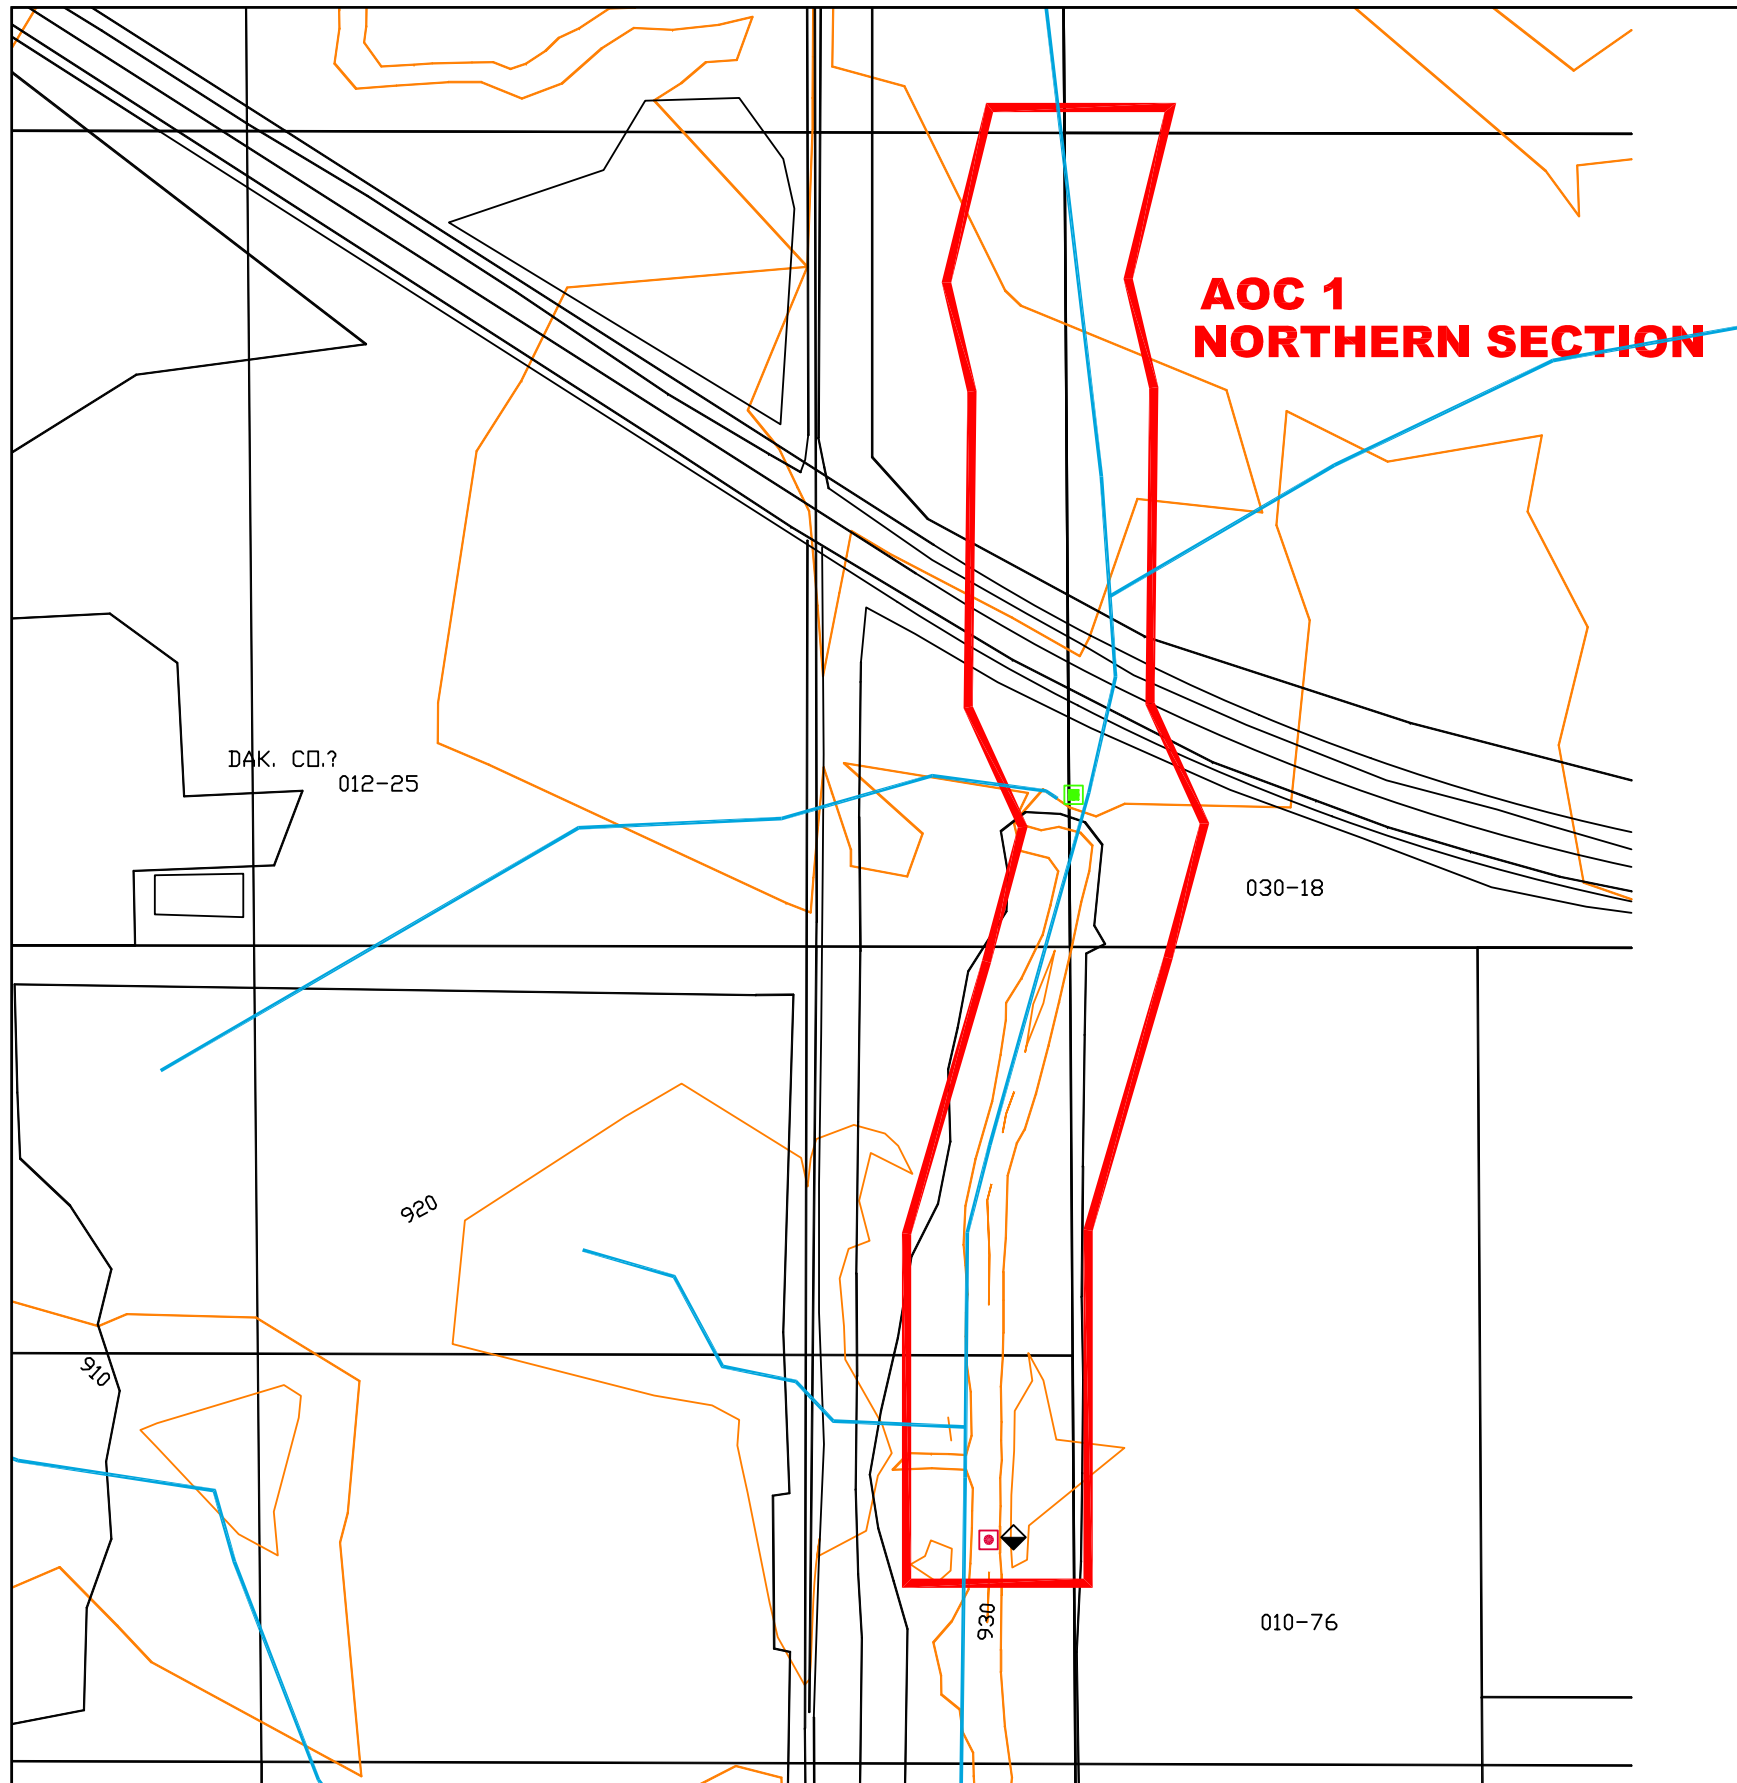 AOC 1
NORTHERN SECTION
DAK. CO.?
012-25
030-18
920
910
930
010-76